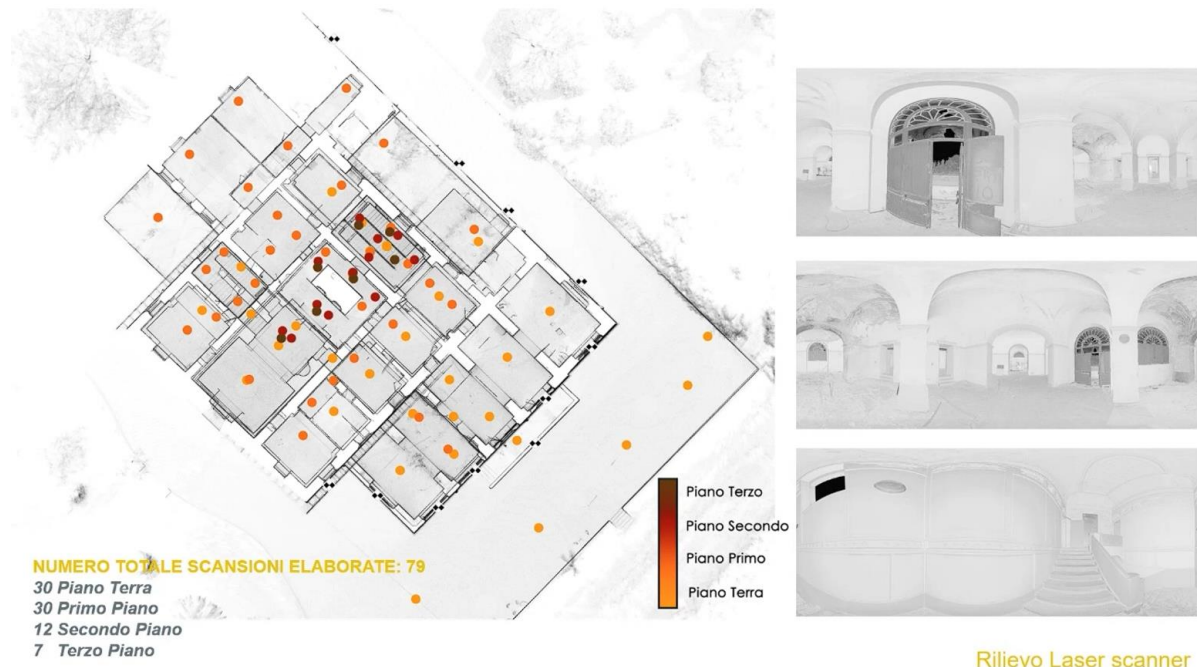 Piano Terzo
Piano Secondo
Piano Primo
Piano Terra
NUMERO TOTALE SCANSIONI ELABORATE: 79
30 Piano Terra
30 Primo Piano
12 Secondo Piano
7 Terzo Piano
Rilievo Laser scanner